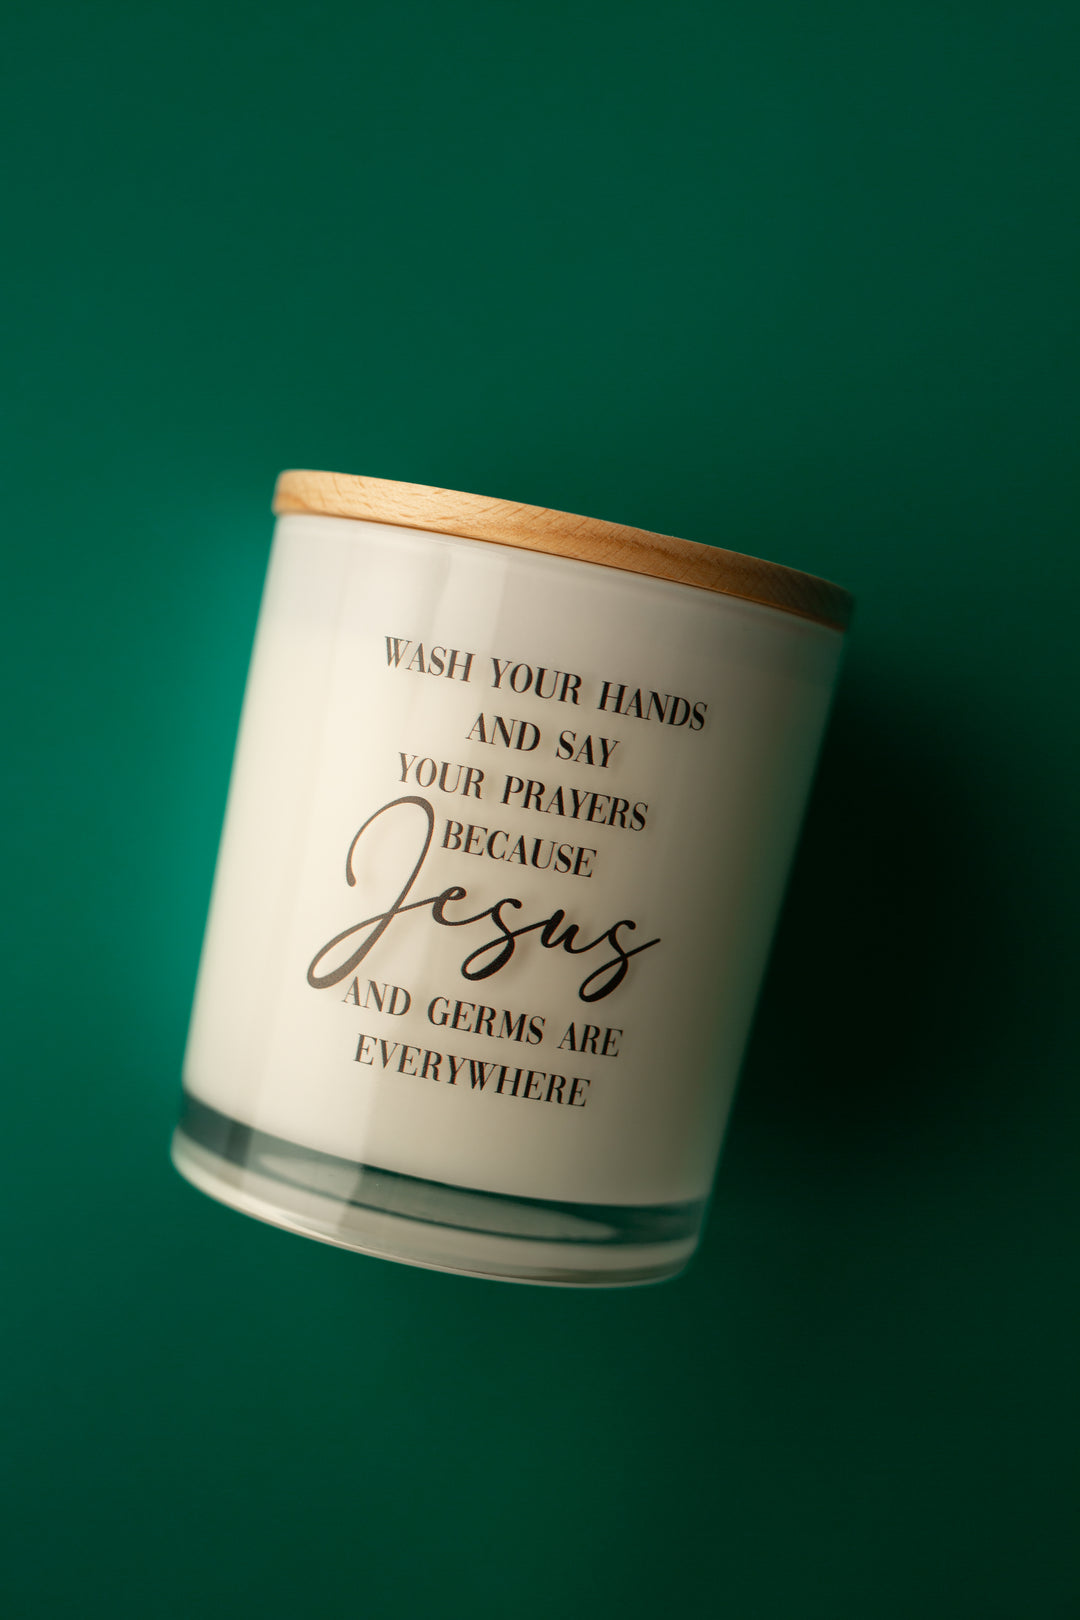 WASH YOUR HANDS
AND SAY
YOUR PRAYERS
BECAUSE
Jesus
AND GERMS ARE
EVERYWHERE